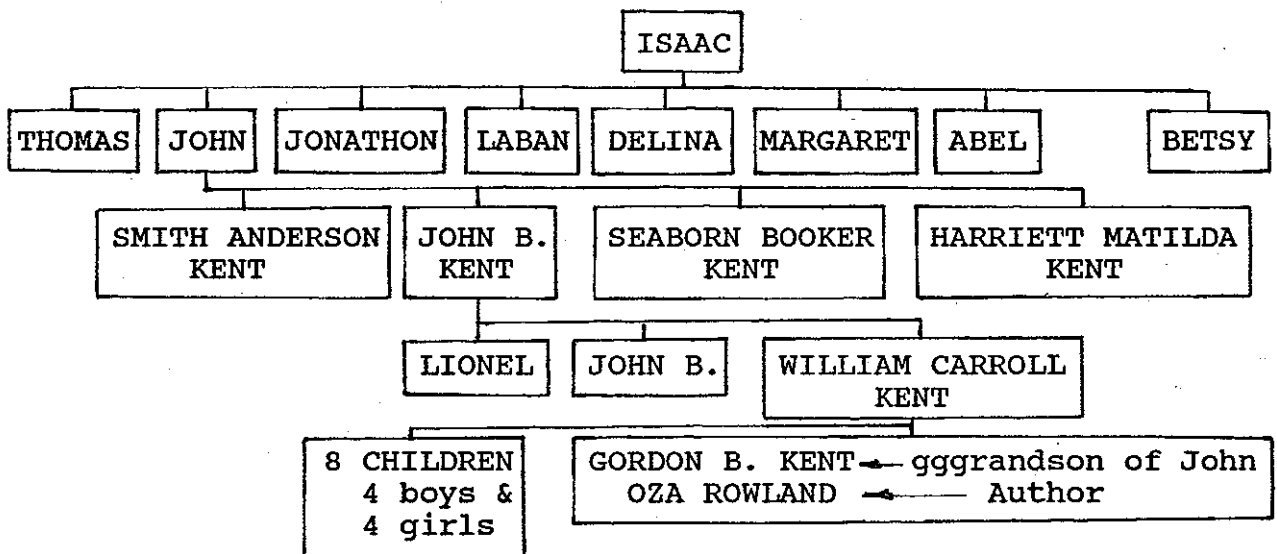 ISAAC
THOMAS JOHN JONATHON LABAN DELINA MARGARET ABEL BETSY
SMITH ANDERSON
KENT
JOHN B.
KENT
SEABORN BOOKER
KENT
HARRIETT MATILDA
KENT
LIONEL
JOHN B.
WILLIAM CARROLL
KENT
8 CHILDREN
4 boys &
4 girls
GORDON B. KENT gggrandson of John
OZA ROWLAND Author